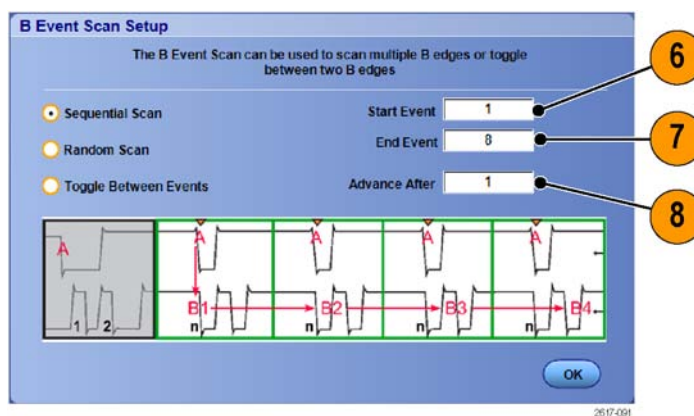 B Event Scan Setup
The B Event Scan can be used to scan multiple B edges or toggle
between two B edges
Sequential Scan
Random Scan
Toggle Between Events
Start Event 1
End Event 8
Advance After 1
6
7
8
A A A A A
B1 B2 B3 B4
1 2 n n n n
OK
2617-091